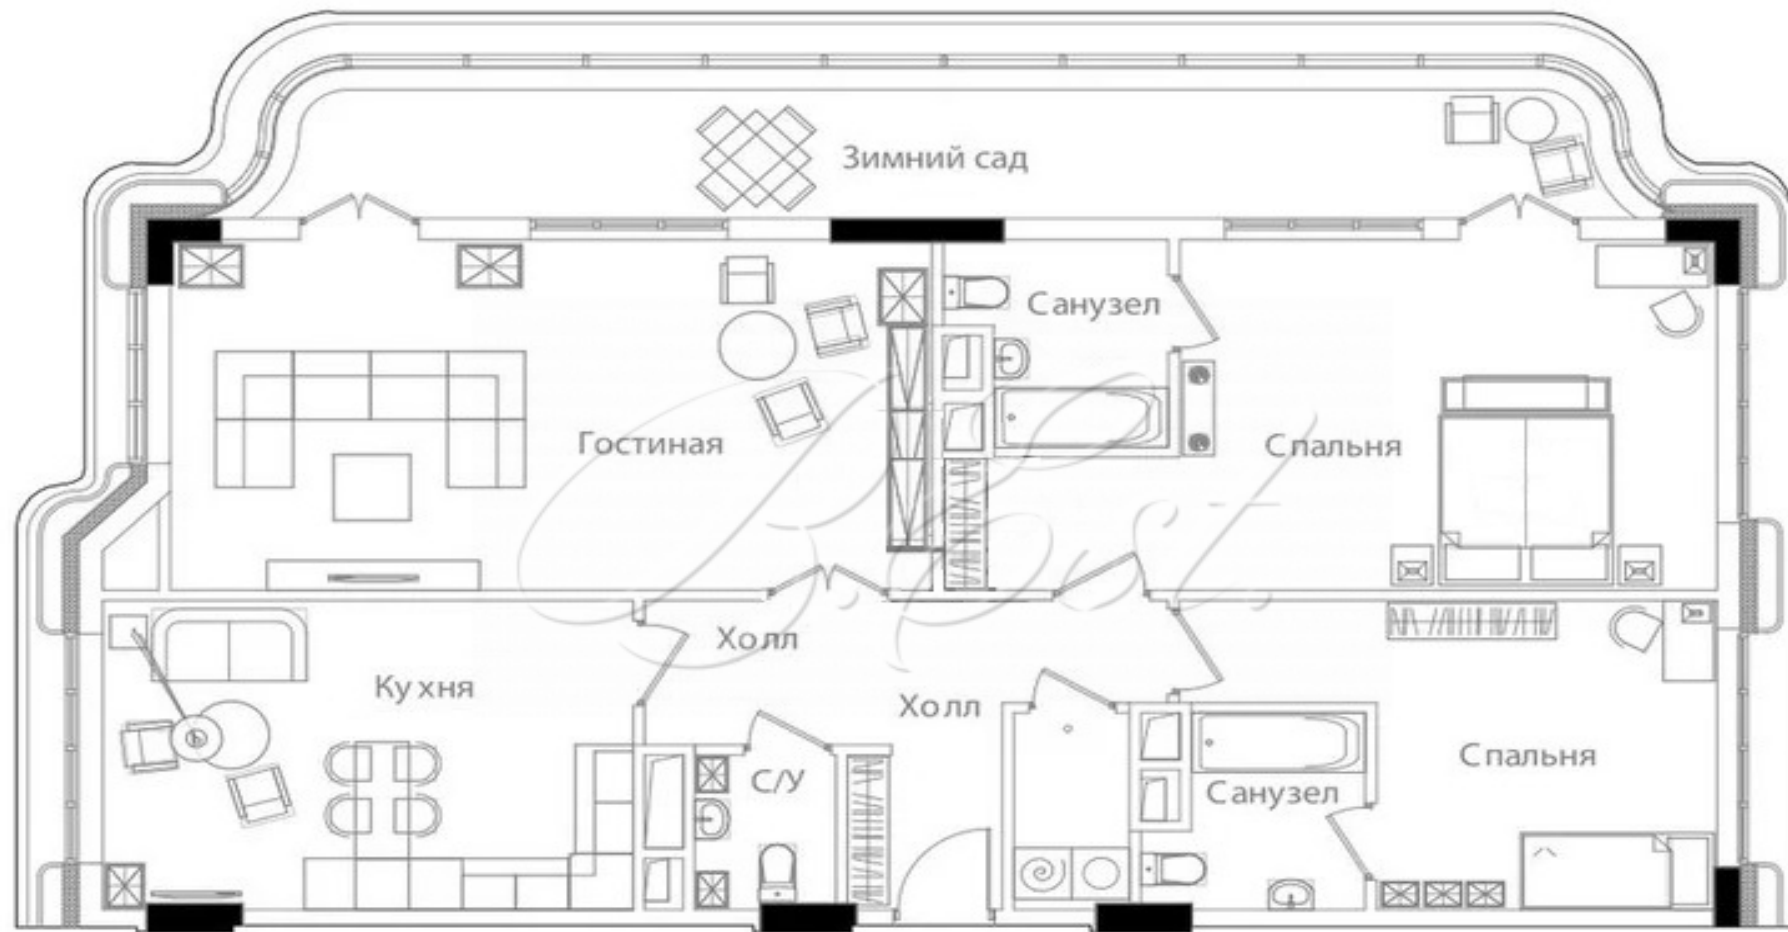 Зимний сад
Санузел
Гостиная
Спальня
Холл
Кухня
Холл
Спальня
С/У
Санузел